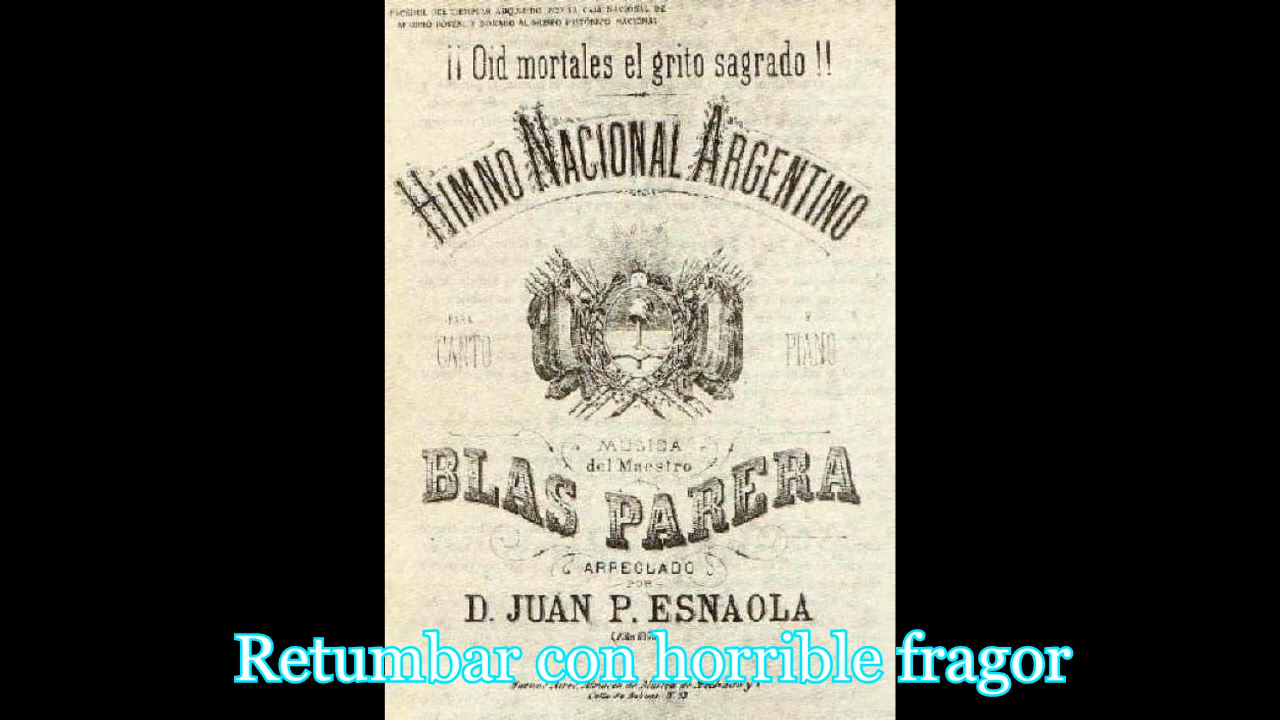 ¡¡ Oid mortales el grito sagrado !!
HIMNO NACIONAL ARGENTINO
PARA
CANTO
PIANO
MUSICA
del Maestro
BLAS PARERA
ARREGLADO
POR
D. JUAN P. ESNAOLA
Retumbar con horrible fragor